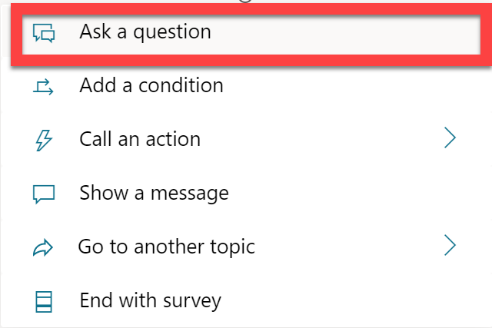 Ask a question
Add a condition
Call an action
Show a message
Go to another topic
End with survey